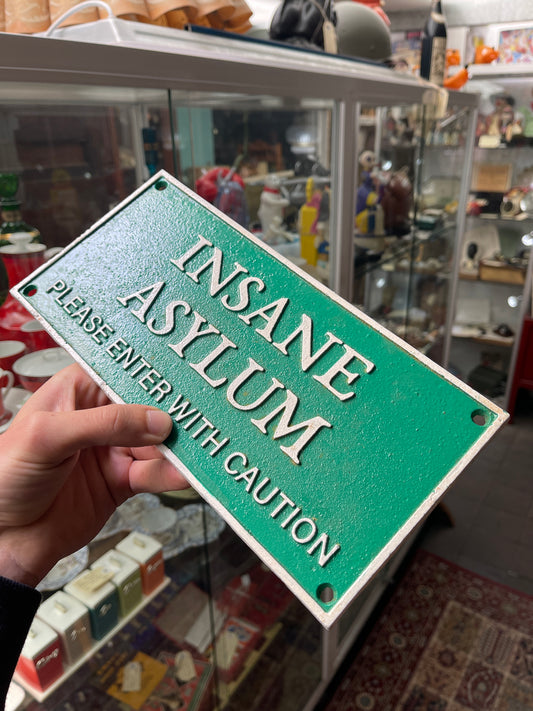 INSANE
ASYLUM
PLEASE ENTER WITH CAUTION